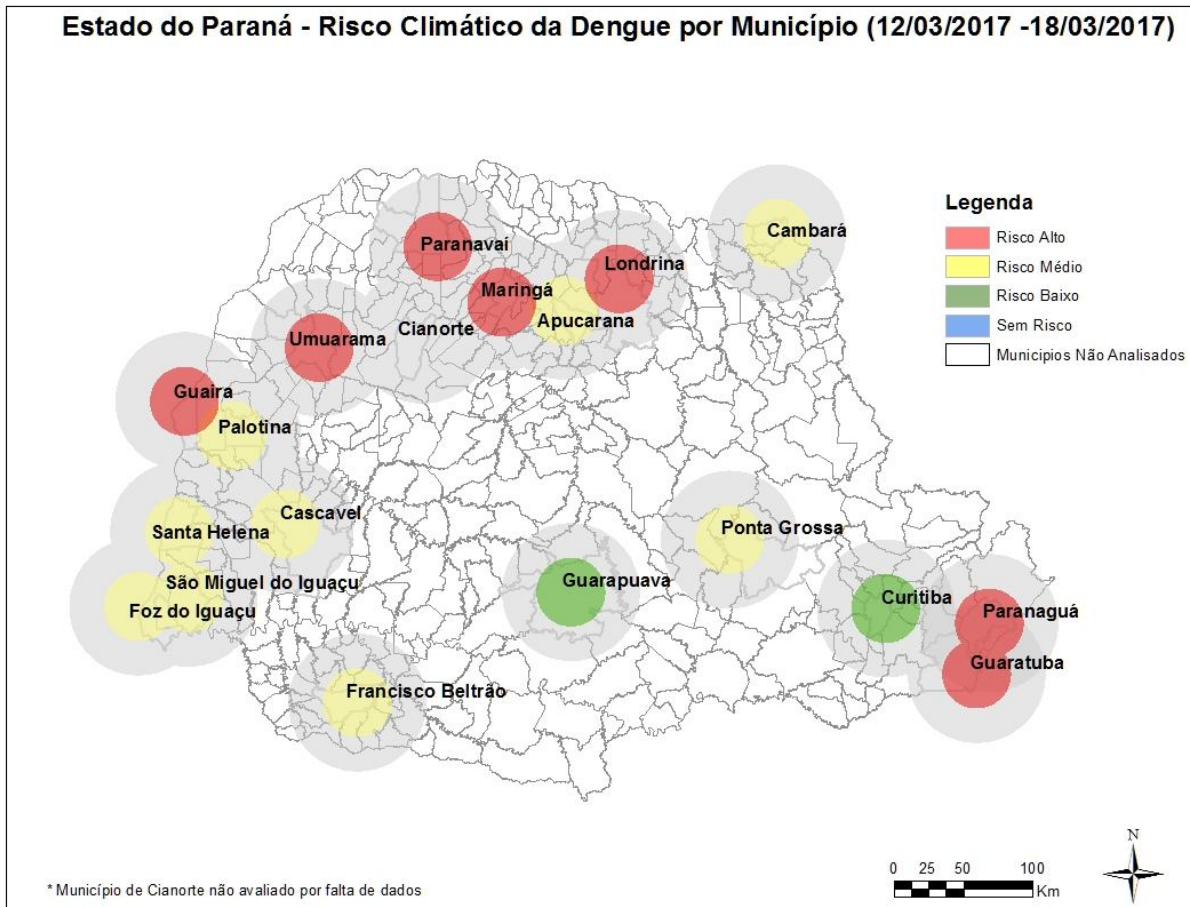 Estado do Paraná - Risco Climático da Dengue por Município (12/03/2017 -18/03/2017)
Legenda
Risco Alto
Risco Médio
Risco Baixo
Sem Risco
Municipios Não Analisados
Cambará
Paranavaí
Londrina
Maringá
Apucarana
Cianorte
Umuarama
Guaira
Palotina
Cascavel
Santa Helena
Ponta Grossa
São Miguel do Iguaçu
Foz do Iguaçu
Guarapuava
Curitiba
Paranaguá
Guaratuba
Francisco Beltrão
N
0 25 50 100
Km
* Município de Cianorte não avaliado por falta de dados